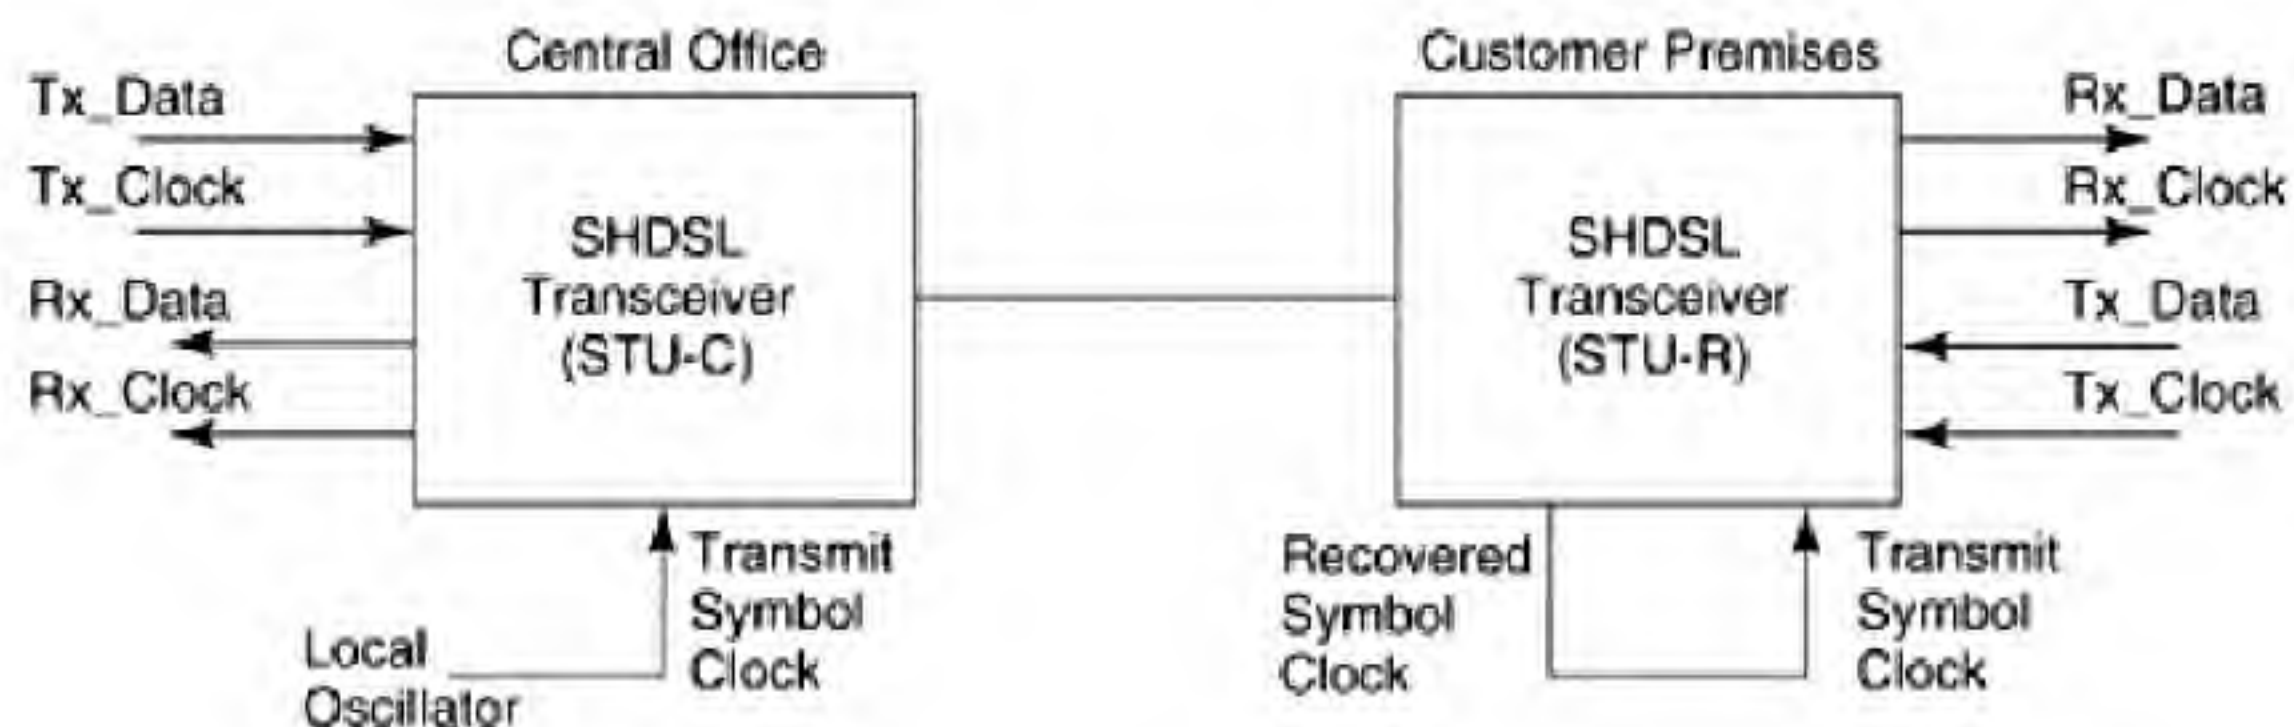 Central Office
Customer Premises
Tx_Data
Tx_Clock
Rx_Data
Rx_Clock
SHDSL
Transceiver
(STU-C)
SHDSL
Transceiver
(STU-R)
Rx_Data
Rx_Clock
Tx_Data
Tx_Clock
Local
Oscillator
Transmit
Symbol
Clock
Recovered
Symbol
Clock
Transmit
Symbol
Clock